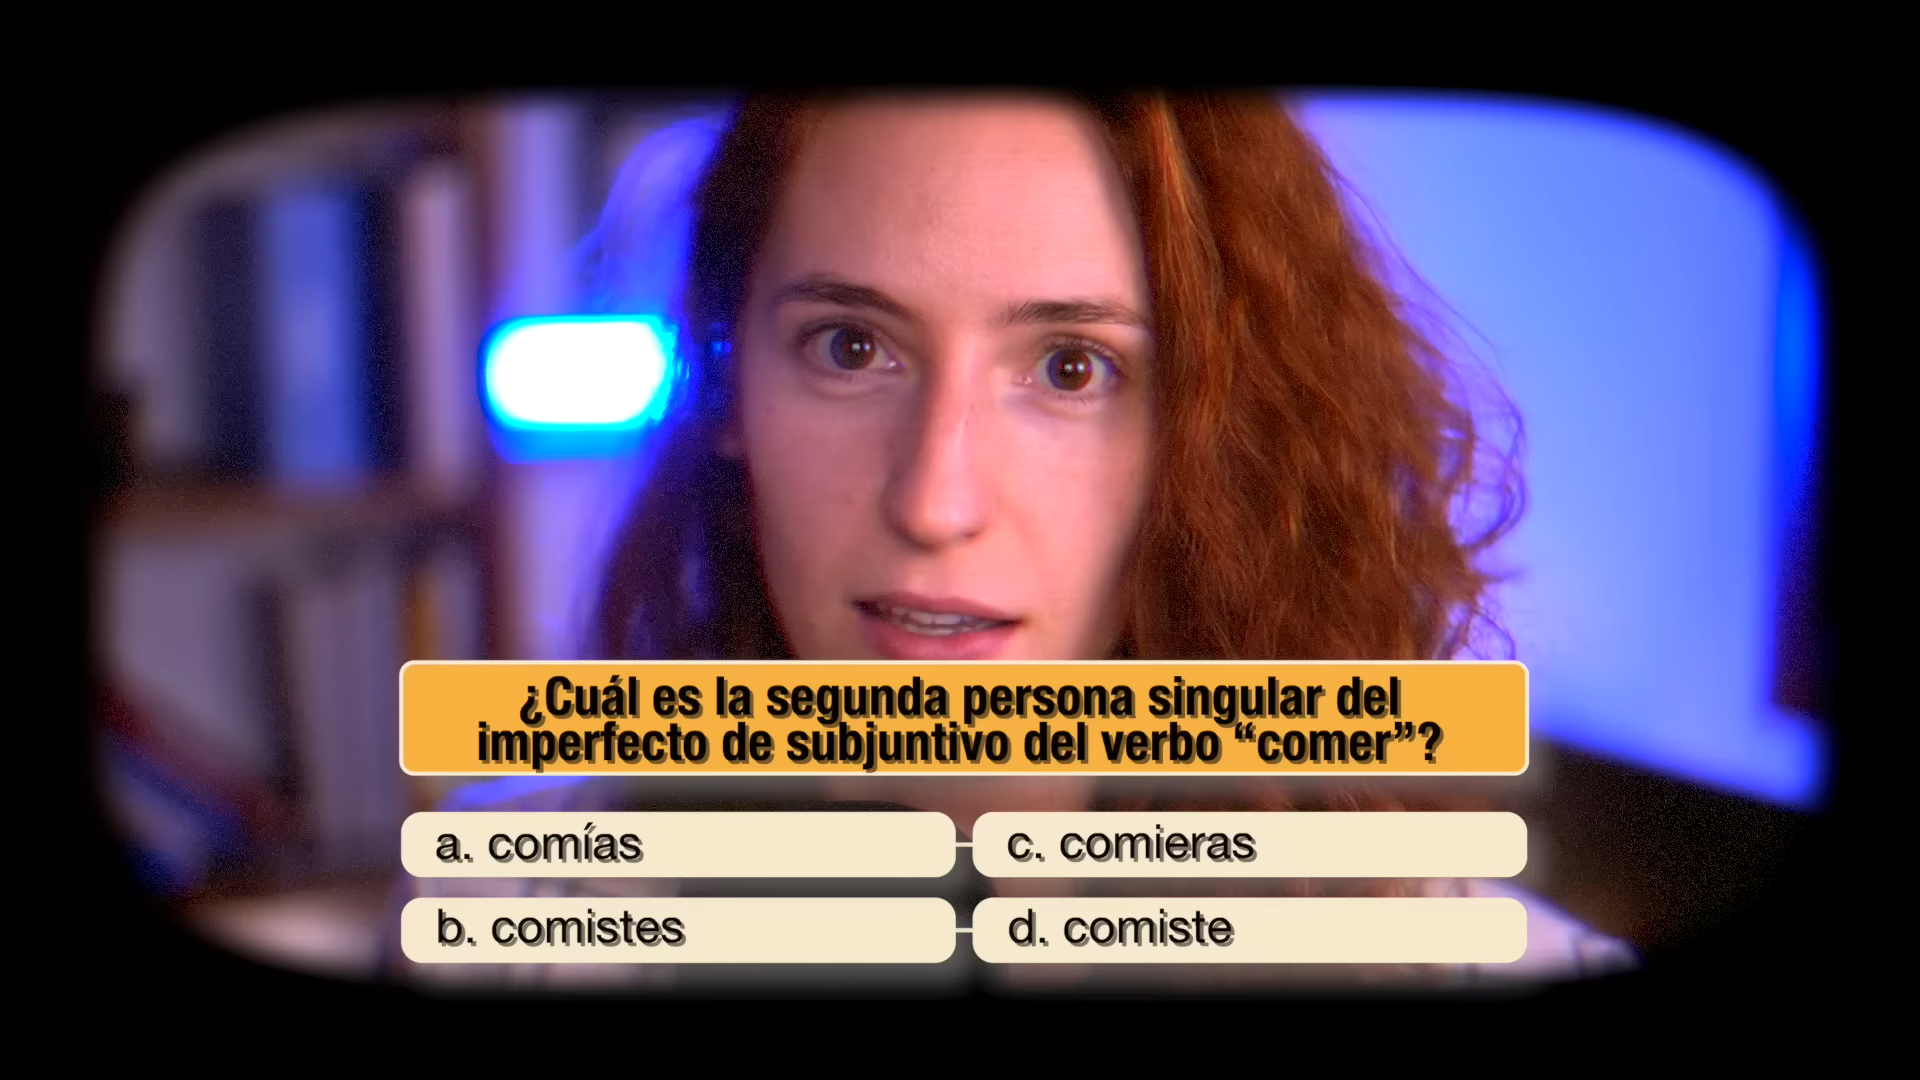 ¿Cuál es la segunda persona singular del
imperfecto de subjuntivo del verbo “comer”?
a. comías
c. comieras
b. comistes
d. comiste